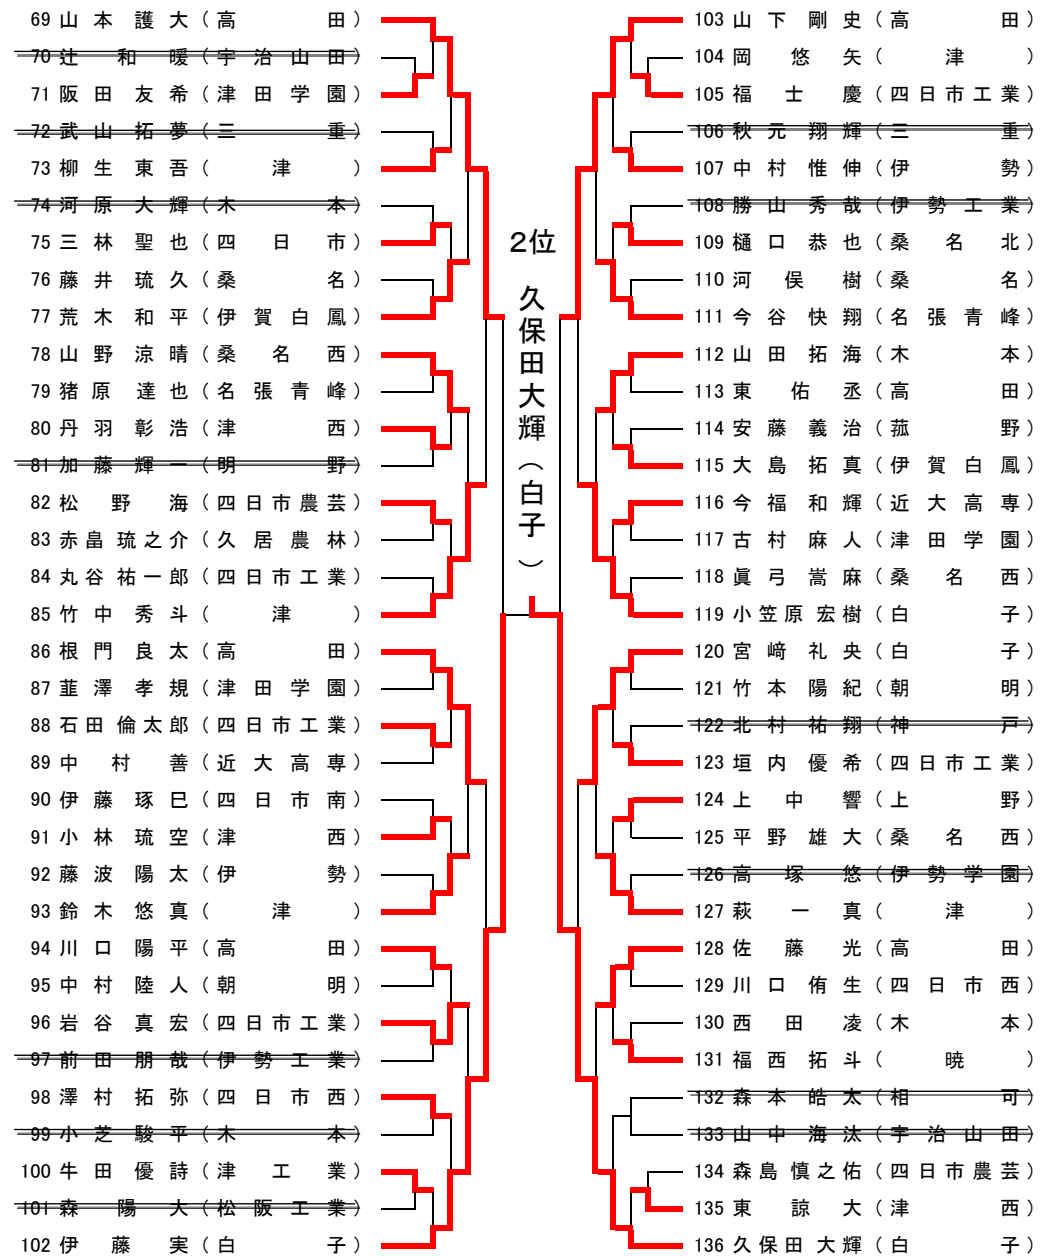 69 山本護大（高田）
70 辻和暖（宇治山田）
71 阪田友希（津田学園）
72 武山拓夢（三重）
73 柳生東吾（津）
74 河原大輝（木本）
75 三林聖也（四日市）
76 藤井琉久（桑名）
77 荒木和平（伊賀白鳳）
78 山野涼晴（桑名西）
79 猪原達也（名張青峰）
80 丹羽彰浩（津西）
81 加藤輝一（明野）
82 松野海（四日市農芸）
83 赤畠琉之介（久居農林）
84 丸谷祐一郎（四日市工業）
85 竹中秀斗（津）
86 根門良太（高田）
87 韮澤孝規（津田学園）
88 石田倫太郎（四日市工業）
89 中村善（近大高専）
90 伊藤琢巳（四日市南）
91 小林琉空（津西）
92 藤波陽太（伊勢）
93 鈴木悠真（津）
94 川口陽平（高田）
95 中村陸人（朝明）
96 岩谷真宏（四日市工業）
97 前田朋哉（伊勢工業）
98 澤村拓弥（四日市西）
99 小芝駿平（木本）
100 牛田優詩（津工業）
101 森陽大（松阪工業）
102 伊藤実（白子）
2位
久保田大輝（白子）
103 山下剛史（高田）
104 岡悠矢（津）
105 福士慶（四日市工業）
106 秋元翔輝（三重）
107 中村惟伸（伊勢）
108 勝山秀哉（伊勢工業）
109 樋口恭也（桑名北）
110 河俣樹（桑名）
111 今谷快翔（名張青峰）
112 山田拓海（木本）
113 東佑丞（高田）
114 安藤義治（菰野）
115 大島拓真（伊賀白鳳）
116 今福和輝（近大高専）
117 古村麻人（津田学園）
118 眞弓嵩麻（桑名西）
119 小笠原宏樹（白子）
120 宮﨑礼央（白子）
121 竹本陽紀（朝明）
122 北村祐翔（神戸）
123 垣内優希（四日市工業）
124 上中響（上野）
125 平野雄大（桑名西）
126 高塚悠（伊勢学園）
127 萩一真（津）
128 佐藤光（高田）
129 川口侑生（四日市西）
130 西田凌（木本）
131 福西拓斗（暁）
132 森本皓太（相可）
133 山中海汰（宇治山田）
134 森島慎之佑（四日市農芸）
135 東諒大（津西）
136 久保田大輝（白子）